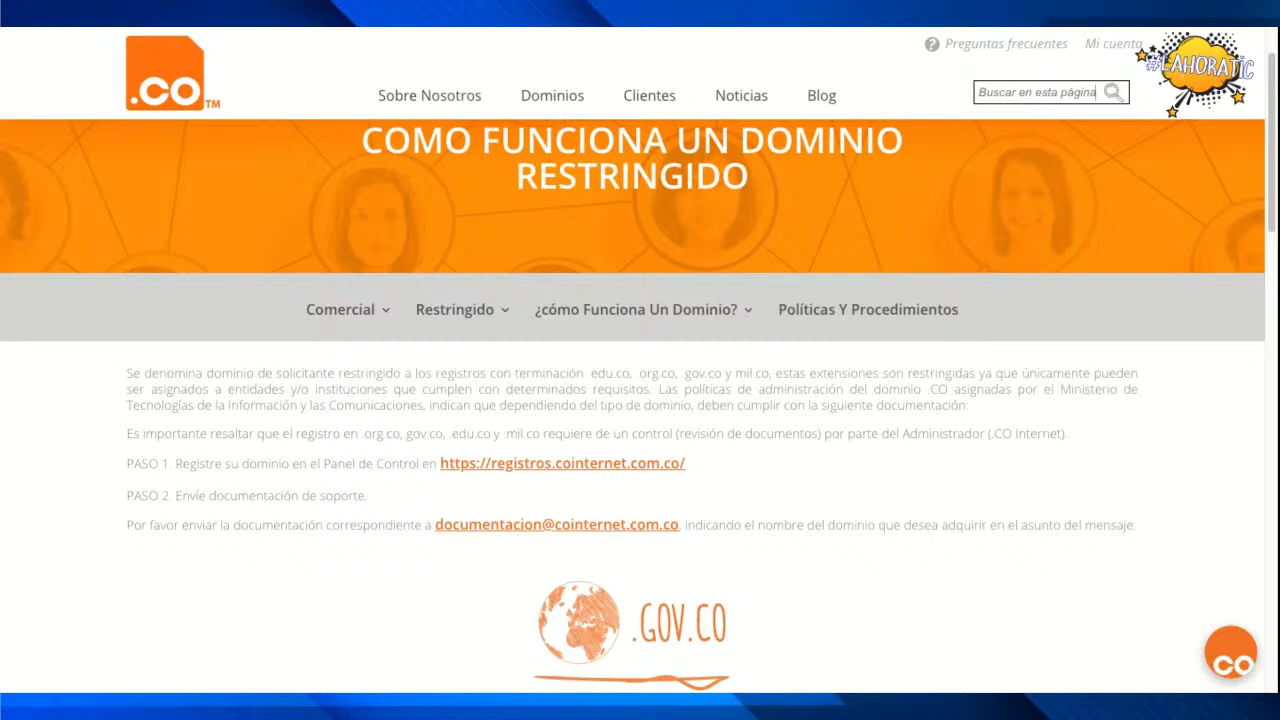 Preguntas frecuentes Mi cuenta
#LAHORATIC
.CO TM
Sobre Nosotros Dominios Clientes Noticias Blog
Buscar en esta página
COMO FUNCIONA UN DOMINIO
RESTRINGIDO
Comercial Restringido ¿cómo Funciona Un Dominio? Políticas Y Procedimientos
Se denomina dominio de solicitante restringido a los registros con terminación .edu.co, .org.co, .gov.co y mil.co, estas extensiones son restringidas ya que únicamente pueden
ser asignados a entidades y/o instituciones que cumplen con determinados requisitos. Las políticas de administración del dominio .CO asignadas por el Ministerio de
Tecnologías de la Información y las Comunicaciones, indican que dependiendo del tipo de dominio, deben cumplir con la siguiente documentación:
Es importante resaltar que el registro en .org.co, gov.co, .edu.co y .mil.co requiere de un control (revisión de documentos) por parte del Administrador (.CO Internet).
PASO 1. Registre su dominio en el Panel de Control en https://registros.cointernet.com.co/
PASO 2. Envíe documentación de soporte.
Por favor enviar la documentación correspondiente a documentacion@cointernet.com.co, indicando el nombre del dominio que desea adquirir en el asunto del mensaje.
.GOV.CO
CO